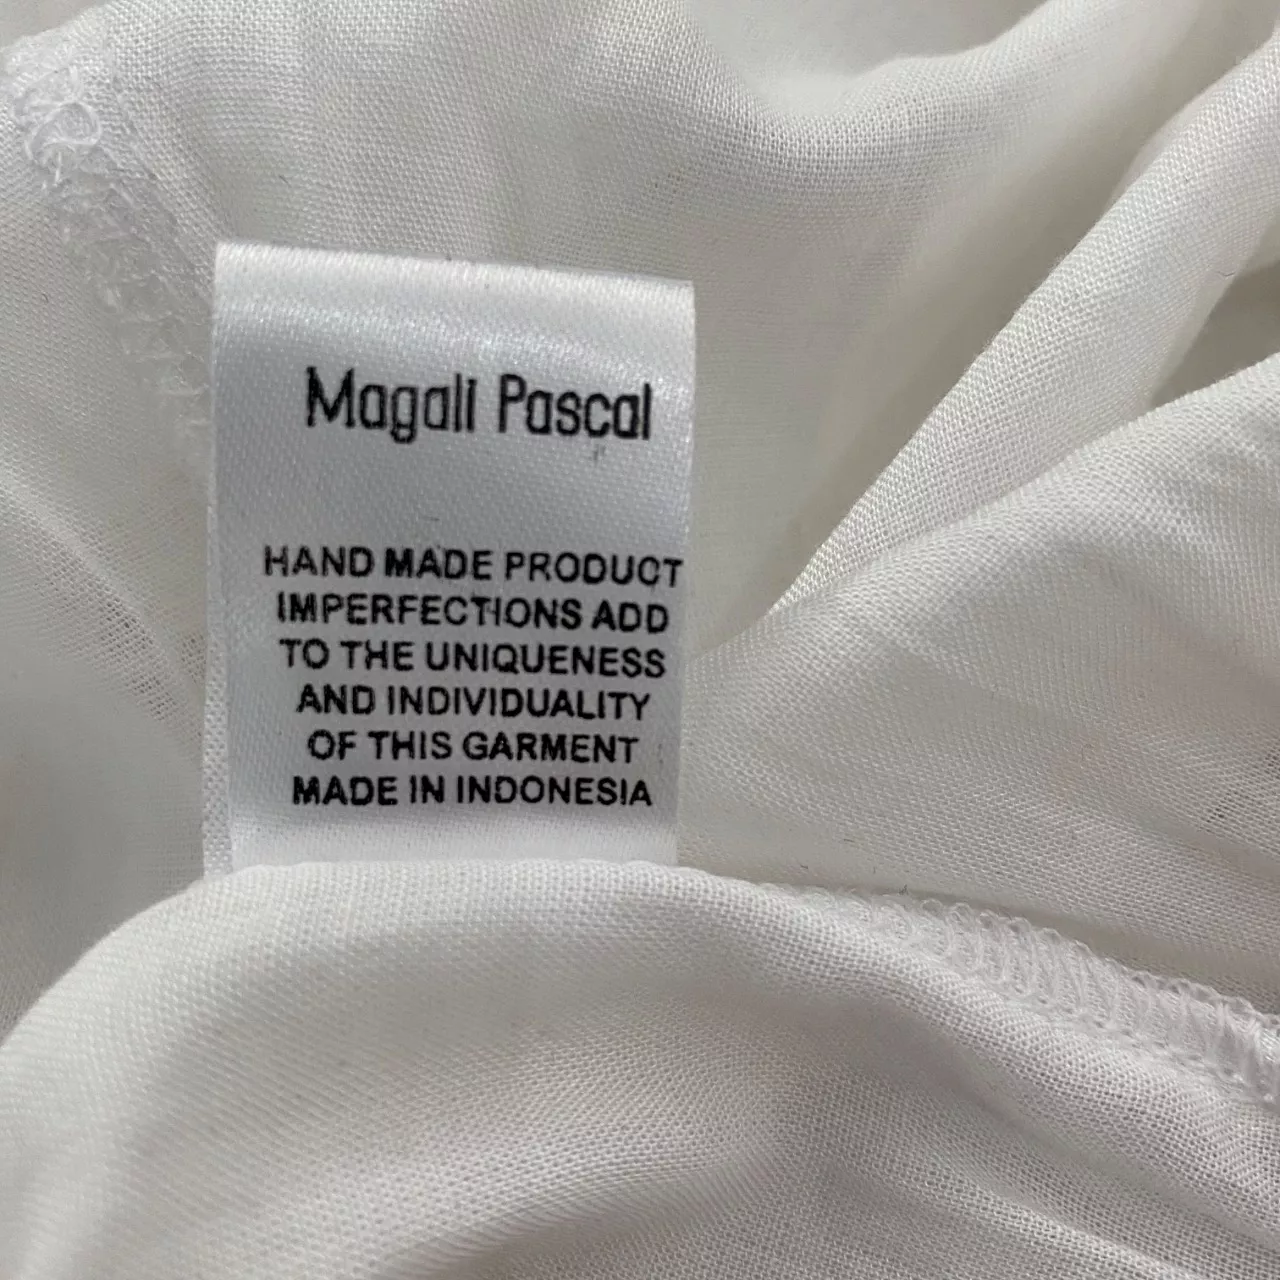 Magali Pascal
HAND MADE PRODUCT
IMPERFECTIONS ADD
TO THE UNIQUENESS
AND INDIVIDUALITY
OF THIS GARMENT
MADE IN INDONESIA